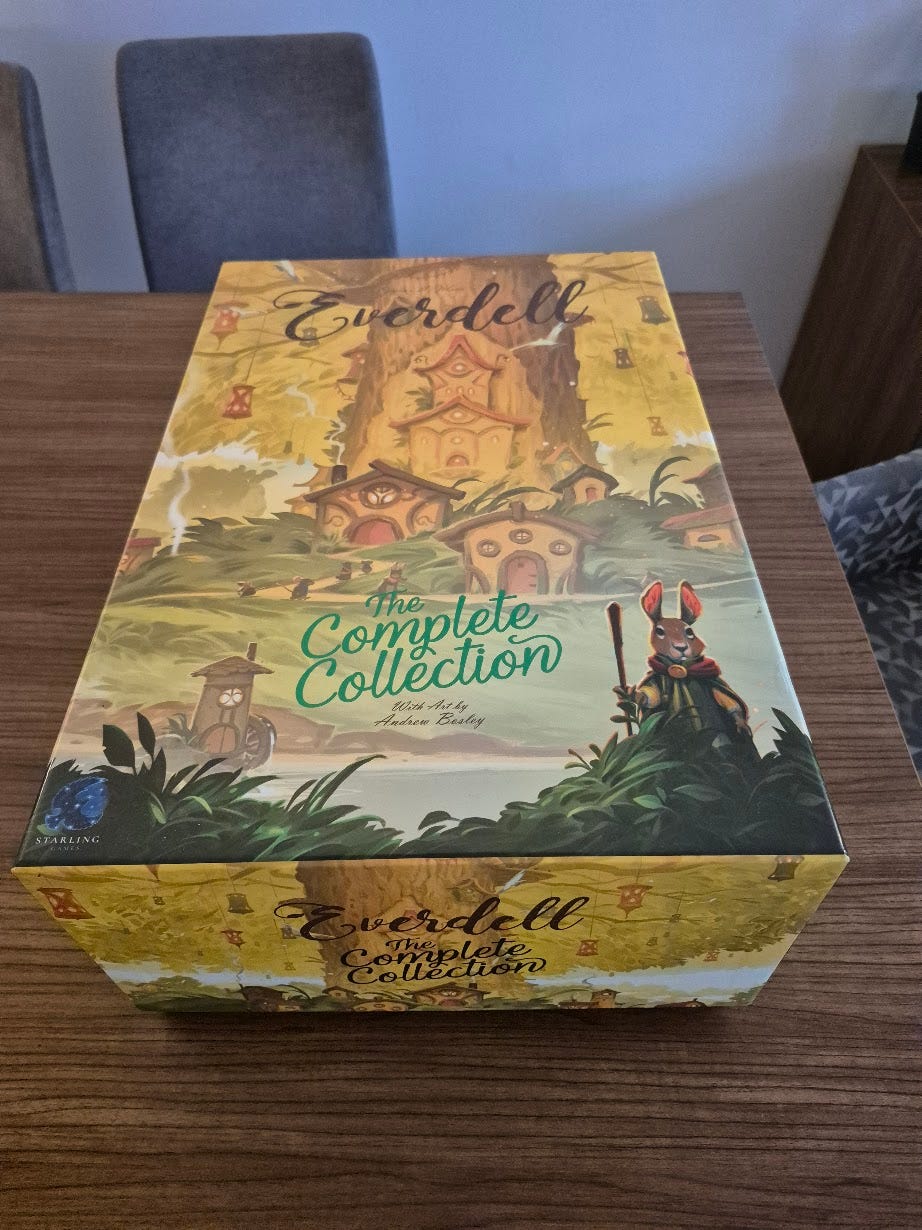 Everdell
The
Complete
Collection
With Art by
Andrew Bosley
STARLING
GAMES
Everdell
The
Complete
Collection